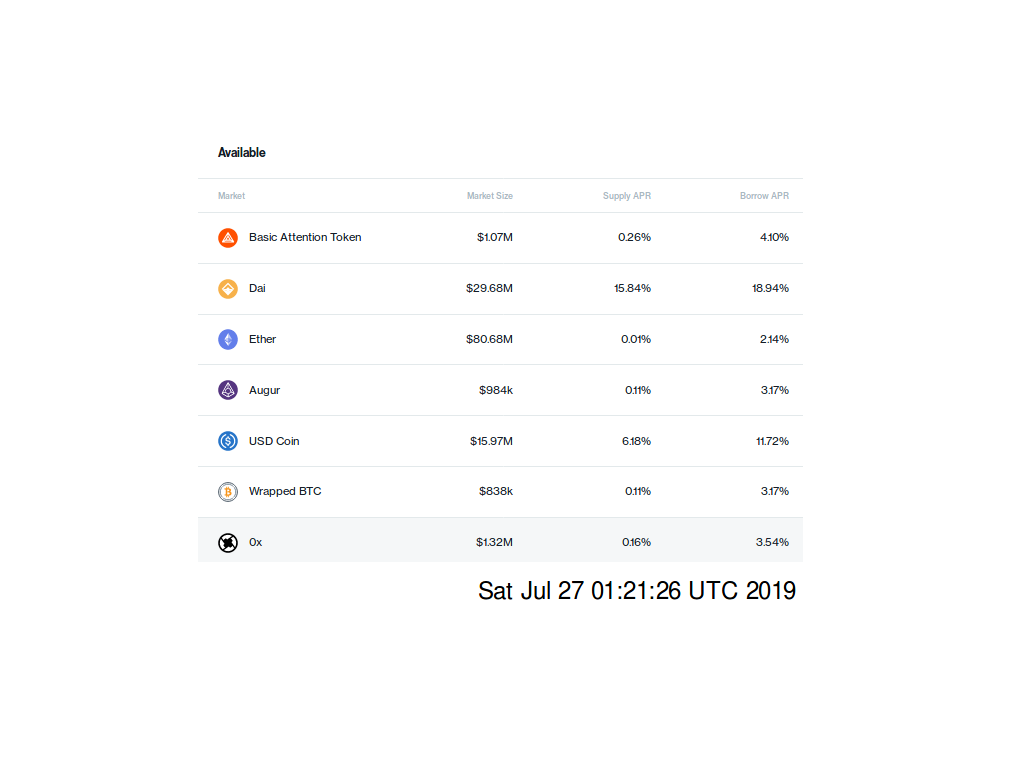 Available
Market Market Size Supply APR Borrow APR
Basic Attention Token $1.07M 0.26% 4.10%
Dai $29.68M 15.84% 18.94%
Ether $80.68M 0.01% 2.14%
Augur $984k 0.11% 3.17%
USD Coin $15.97M 6.18% 11.72%
Wrapped BTC $838k 0.11% 3.17%
0x $1.32M 0.16% 3.54%
Sat Jul 27 01:21:26 UTC 2019